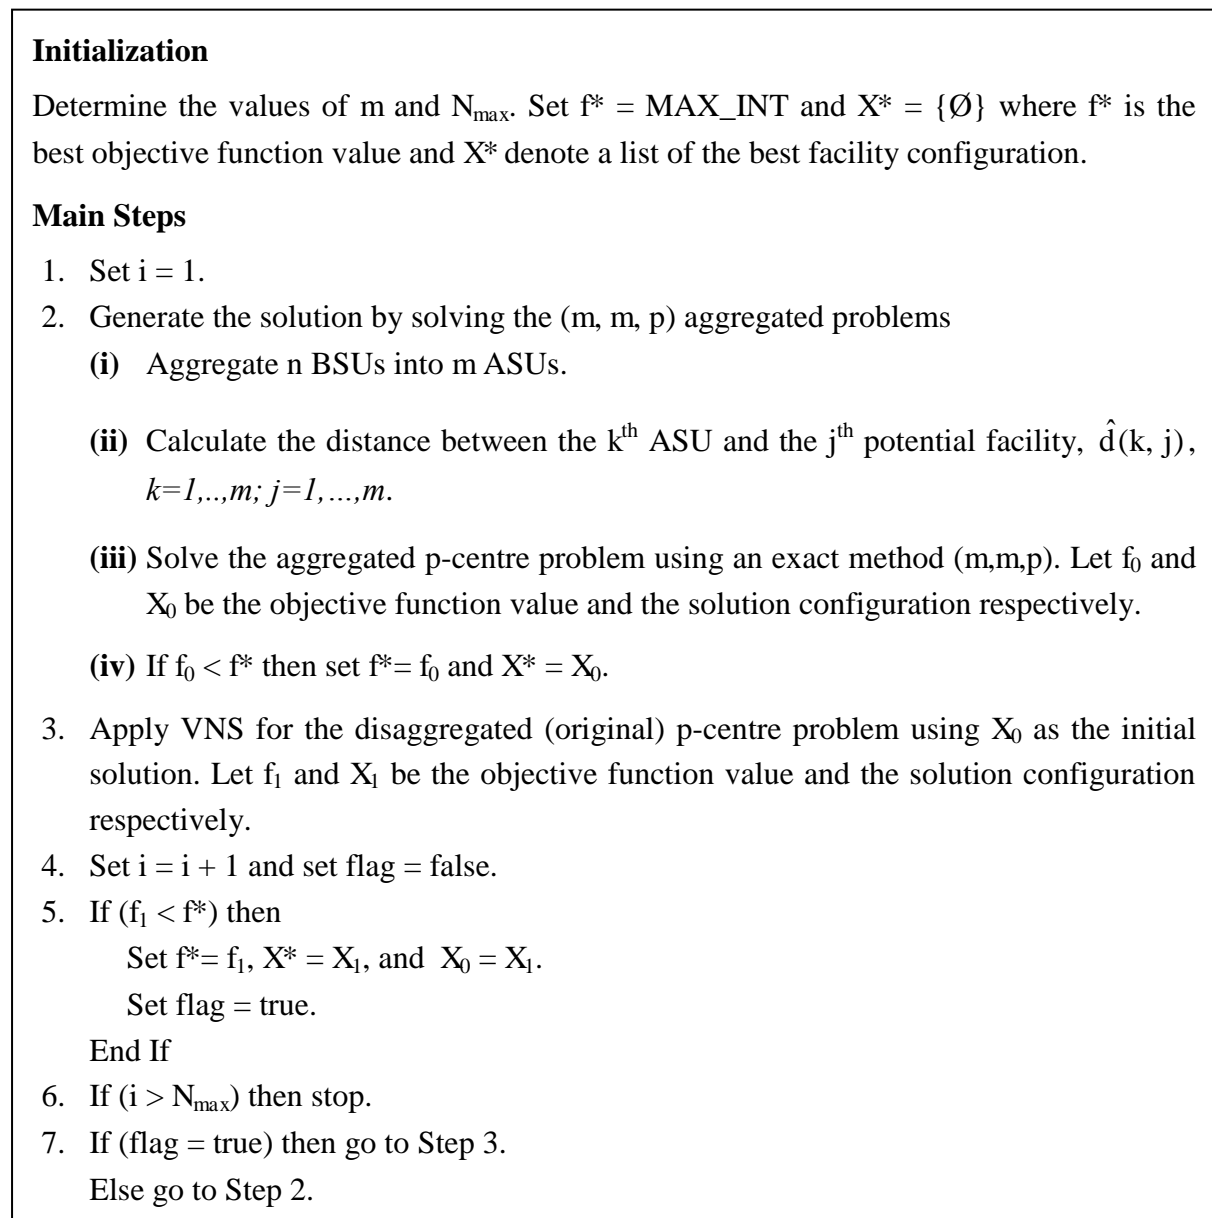 Initialization
Determine the values of m and Nmax. Set f* = MAX_INT and X* = {Ø} where f* is the
best objective function value and X* denote a list of the best facility configuration.
Main Steps
1. Set i = 1.
2. Generate the solution by solving the (m, m, p) aggregated problems
(i) Aggregate n BSUs into m ASUs.
(ii) Calculate the distance between the kth ASU and the jth potential facility, d̂(k, j),
k=1,..,m; j=1,…,m.
(iii) Solve the aggregated p-centre problem using an exact method (m,m,p). Let f0 and
X0 be the objective function value and the solution configuration respectively.
(iv) If f0 < f* then set f*= f0 and X* = X0.
3. Apply VNS for the disaggregated (original) p-centre problem using X0 as the initial
solution. Let f1 and X1 be the objective function value and the solution configuration
respectively.
4. Set i = i + 1 and set flag = false.
5. If (f1 < f*) then
Set f*= f1, X* = X1, and X0 = X1.
Set flag = true.
End If
6. If (i > Nmax) then stop.
7. If (flag = true) then go to Step 3.
Else go to Step 2.